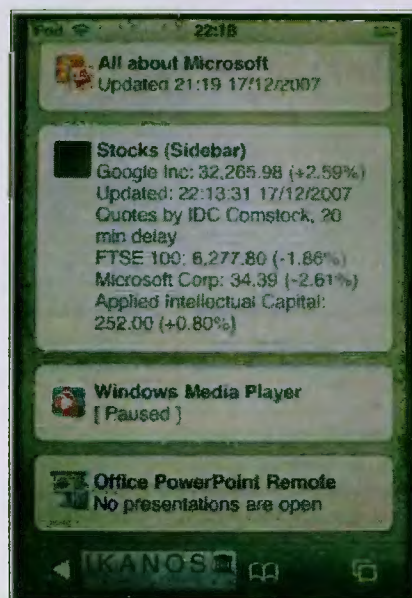 iPod 22:18
All about Microsoft
Updated 21:19 17/12/2007
Stocks (Sidebar)
Google Inc: 32,265.98 (+2.59%)
Updated: 22:13:31 17/12/2007
Quotes by IDC Comstock, 20
min delay
FTSE 100: 6,277.80 (-1.86%)
Microsoft Corp: 34.39 (-2.61%)
Applied Intellectual Capital:
252.00 (+0.80%)
Windows Media Player
[ Paused ]
Office PowerPoint Remote
No presentations are open
IKANOS